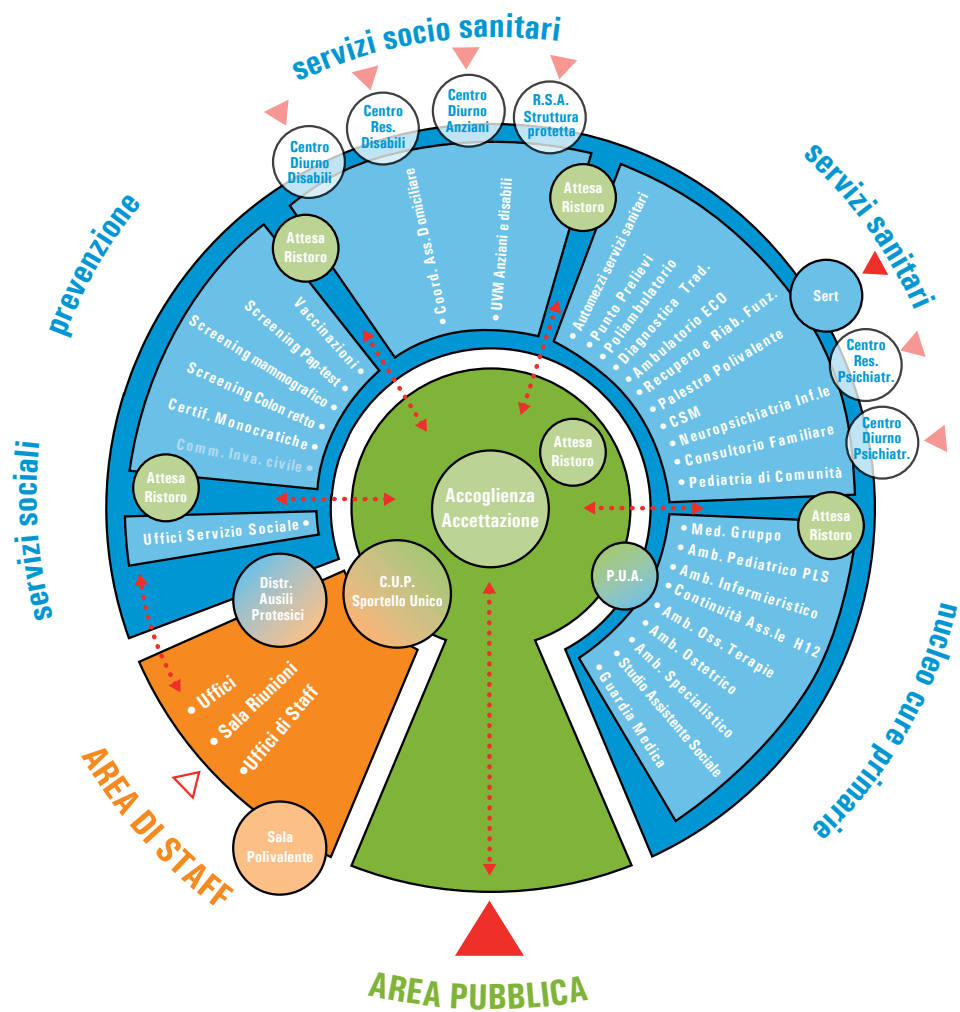 servizi socio sanitari
Centro
Diurno
Disabili
Centro
Res.
Disabili
Centro
Diurno
Anziani
R.S.A.
Struttura
protetta
• Coord. Ass. Domicliare
• UVM Anziani e disabili
Attesa
Ristoro
servizi sanitari
• Automezzi servizi sanitari
• Punto Prelievi
• Poliambulatorio
• Diagnostica Trad.
• Ambulatorio ECO
• Recupero e Riab. Funz.
• Palestra Polivalente
• CSM
• Neuropsichiatria Inf.le
• Consultorio Familiare
• Pediatria di Comunità
Sert
Centro
Res.
Psichiatr.
Centro
Diurno
Psichiatr.
Attesa
Ristoro
prevenzione
Attesa
Ristoro
Vaccinazioni •
Screening Pap-test •
Screening mammografico •
Screening Colon retto •
Certif. Monocratiche •
Comm. Inva. civile •
servizi sociali
Attesa
Ristoro
Uffici Servizio Sociale •
Attesa
Ristoro
Accoglienza
Accettazione
P.U.A.
C.U.P.
Sportello Unico
Distr.
Ausili
Protesici
nucleo cure primarie
• Med. Gruppo
• Amb. Pediatrico PLS
• Amb. Infermieristico
• Continuità Ass.le H12
• Amb. Oss. Terapie
• Amb. Ostetrico
• Amb. Specialistico
• Studio Assistente Sociale
• Guardia Medica
• Uffici
• Sala Riunioni
•Uffici di Staff
Sala
Polivalente
AREA DI STAFF
AREA PUBBLICA